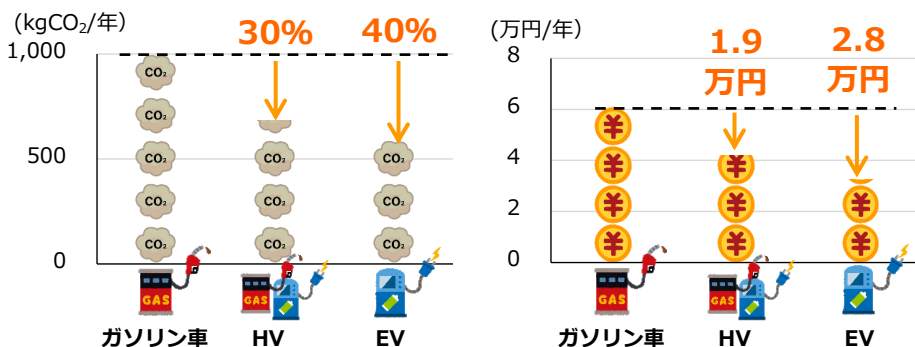 (kgCO₂/年)
1,000
500
0
30%
40%
CO₂
CO₂
CO₂
CO₂
CO₂
CO₂
CO₂
CO₂
CO₂
CO₂
CO₂
GAS
GAS
ガソリン車 HV EV
(万円/年)
8
6
4
2
0
1.9
万円
2.8
万円
¥
¥
¥
¥
¥
¥
¥
¥
¥
GAS
GAS
ガソリン車 HV EV